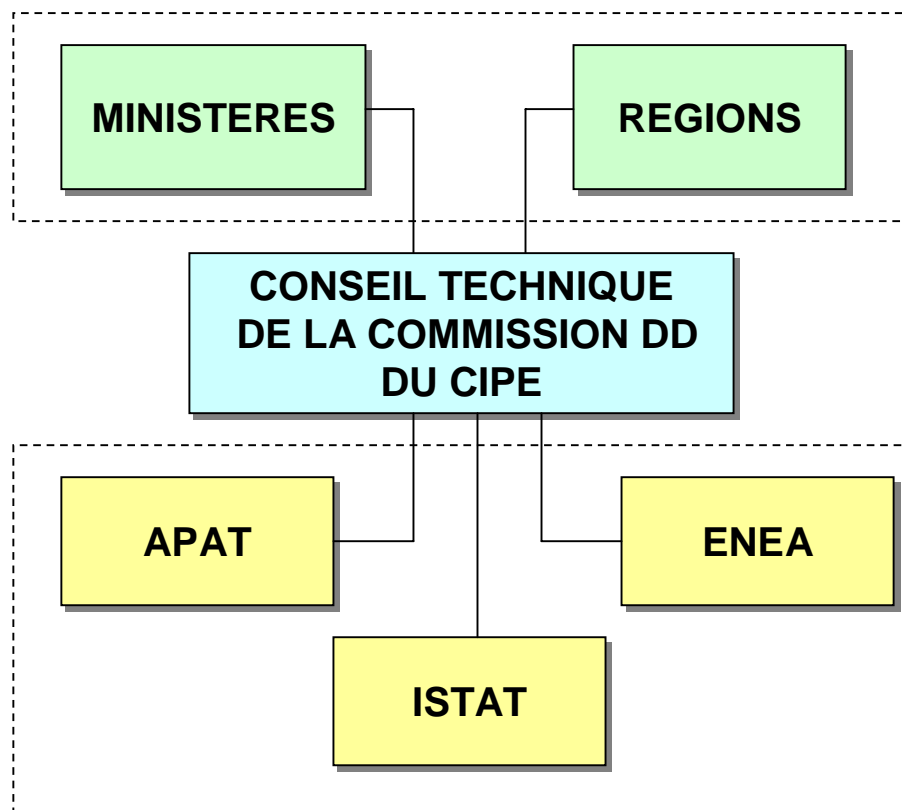 MINISTERES
REGIONS
CONSEIL TECHNIQUE
DE LA COMMISSION DD
DU CIPE
APAT
ENEA
ISTAT